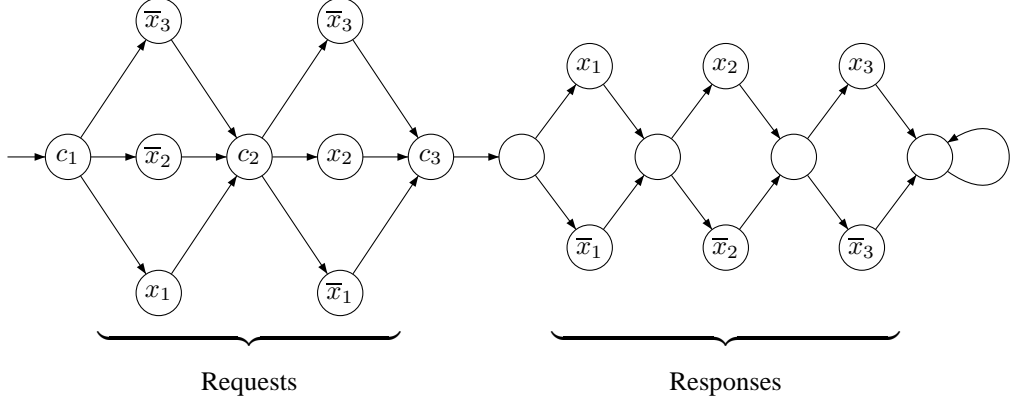 x̅₃ x̅₃
x₁ x₂ x₃
c₁ x̅₂ c₂ x₂ c₃
x̅₁ x̅₂ x̅₃
x₁ x̅₁
Requests Responses